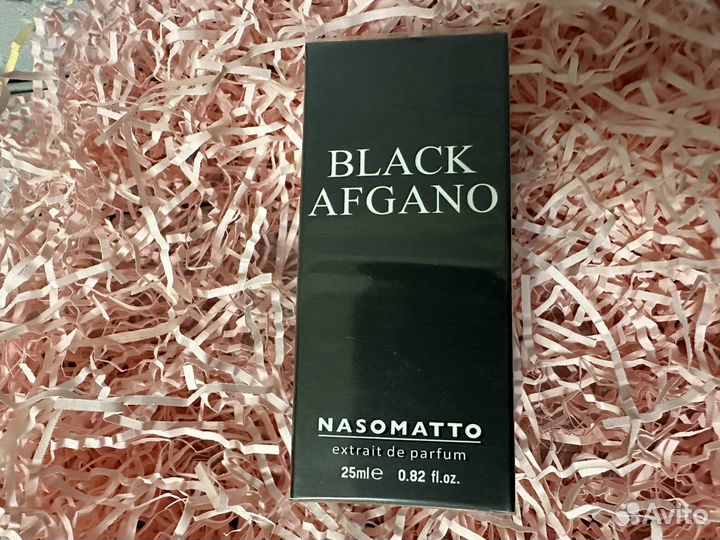 BLACK
AFGANO
NASOMATTO
extrait de parfum
25ml℮ 0.82 fl.oz.
Avito